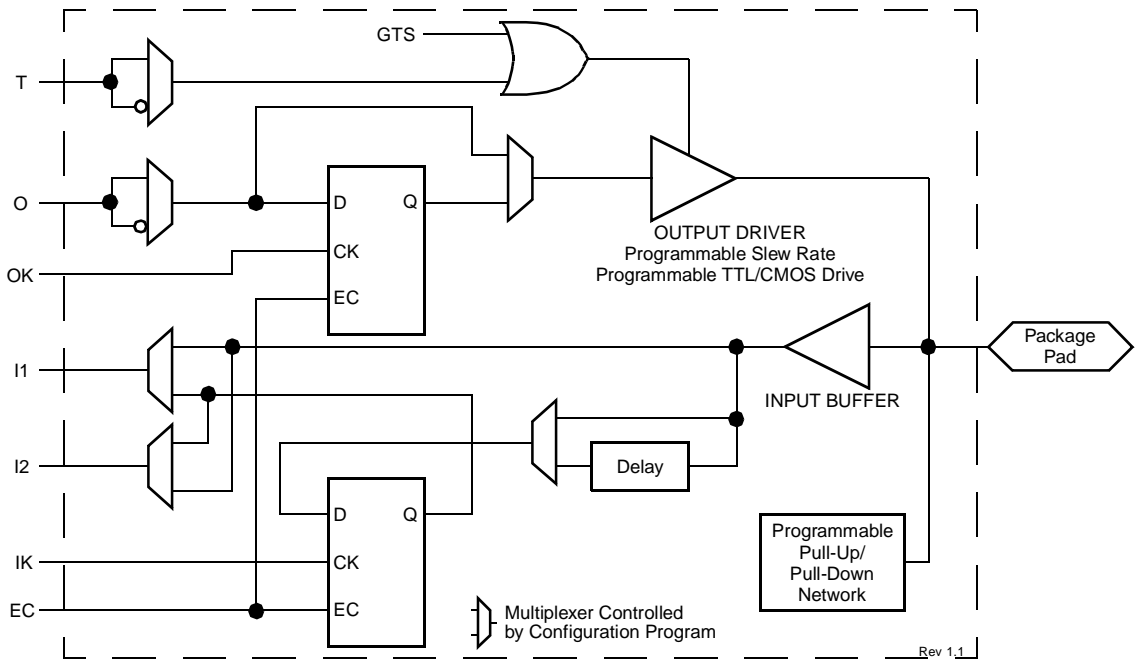 GTS
T
O
D
Q
OUTPUT DRIVER
Programmable Slew Rate
Programmable TTL/CMOS Drive
CK
OK
EC
Package
Pad
I1
INPUT BUFFER
I2
Delay
D
Q
Programmable
Pull-Up/
Pull-Down
Network
IK
CK
EC
EC
Multiplexer Controlled
by Configuration Program
Rev 1.1